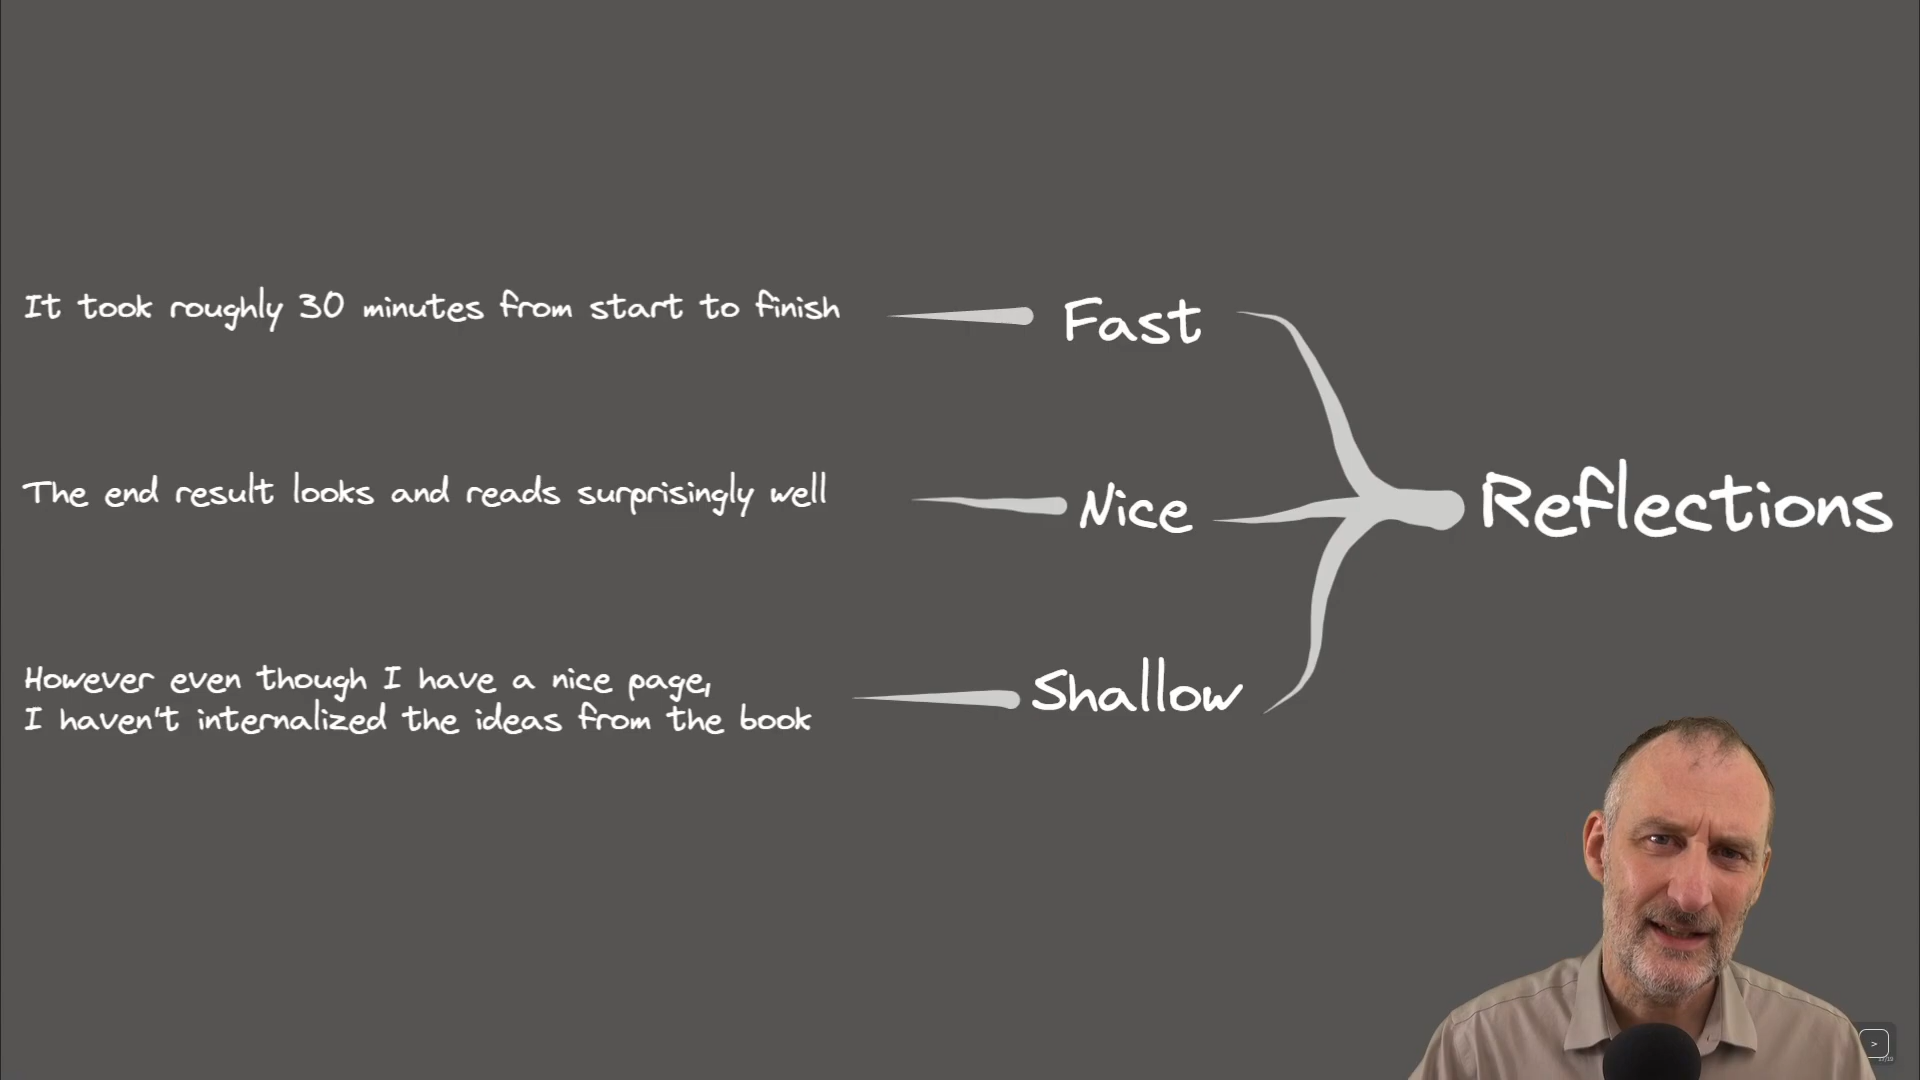 It took roughly 30 minutes from start to finish
Fast
The end result looks and reads surprisingly well
Nice
Reflections
However even though I have a nice page,
I haven't internalized the ideas from the book
Shallow
>